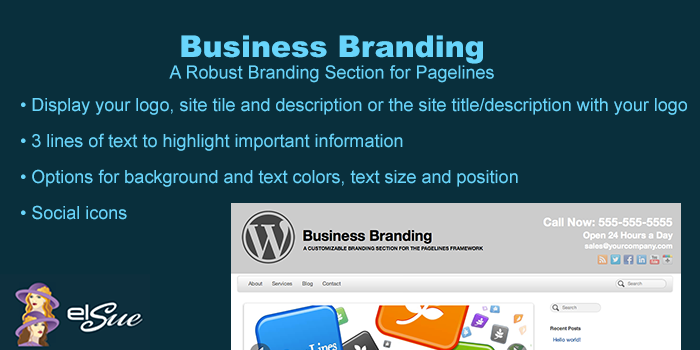 Business Branding
A Robust Branding Section for Pagelines
• Display your logo, site tile and description or the site title/description with your logo
• 3 lines of text to highlight important information
• Options for background and text colors, text size and position
• Social icons
Call Now: 555-555-5555
Open 24 Hours a Day
sales@yourcompany.com
Business Branding
A CUSTOMIZABLE BRANDING SECTION FOR THE PAGELINES FRAMEWORK
About Services Blog Contact
Search
Search
Lines
Recent Posts
Hello world!
elSue